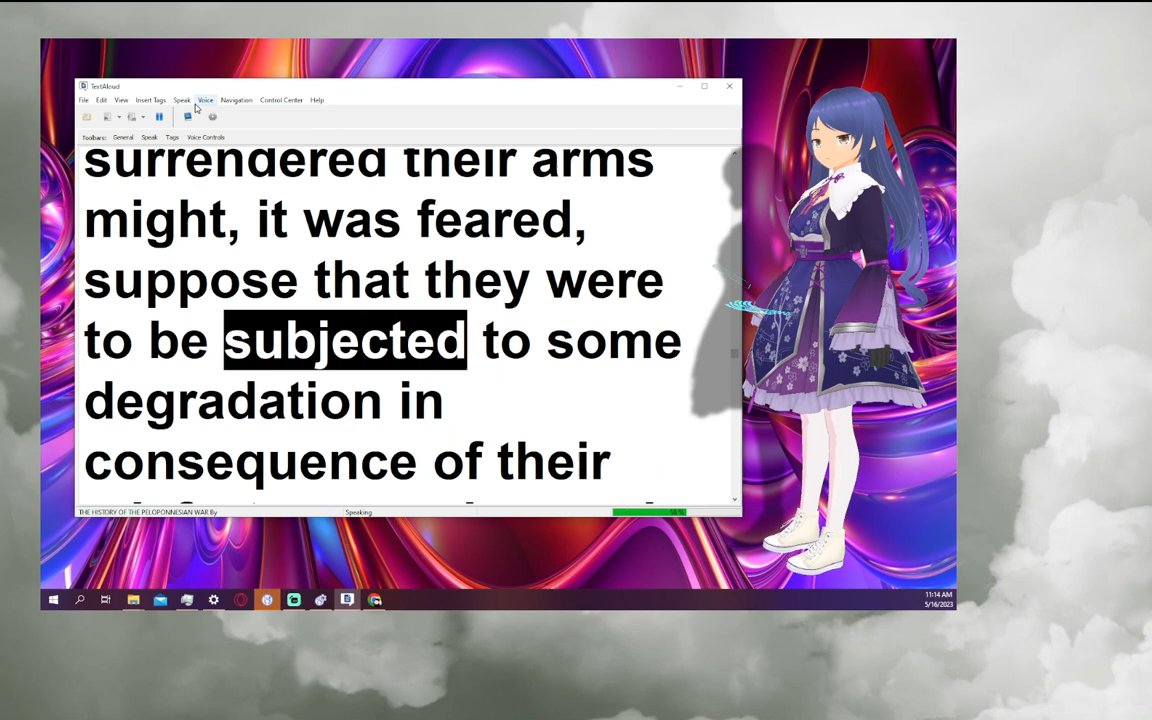 TextAloud
File Edit View Insert Tags Speak Voice Navigation Control Center Help
Toolbars: General Speak Tags Voice Controls
surrendered their arms
might, it was feared,
suppose that they were
to be subjected to some
degradation in
consequence of their
THE HISTORY OF THE PELOPONNESIAN WAR By Speaking
11:14 AM
5/16/2023